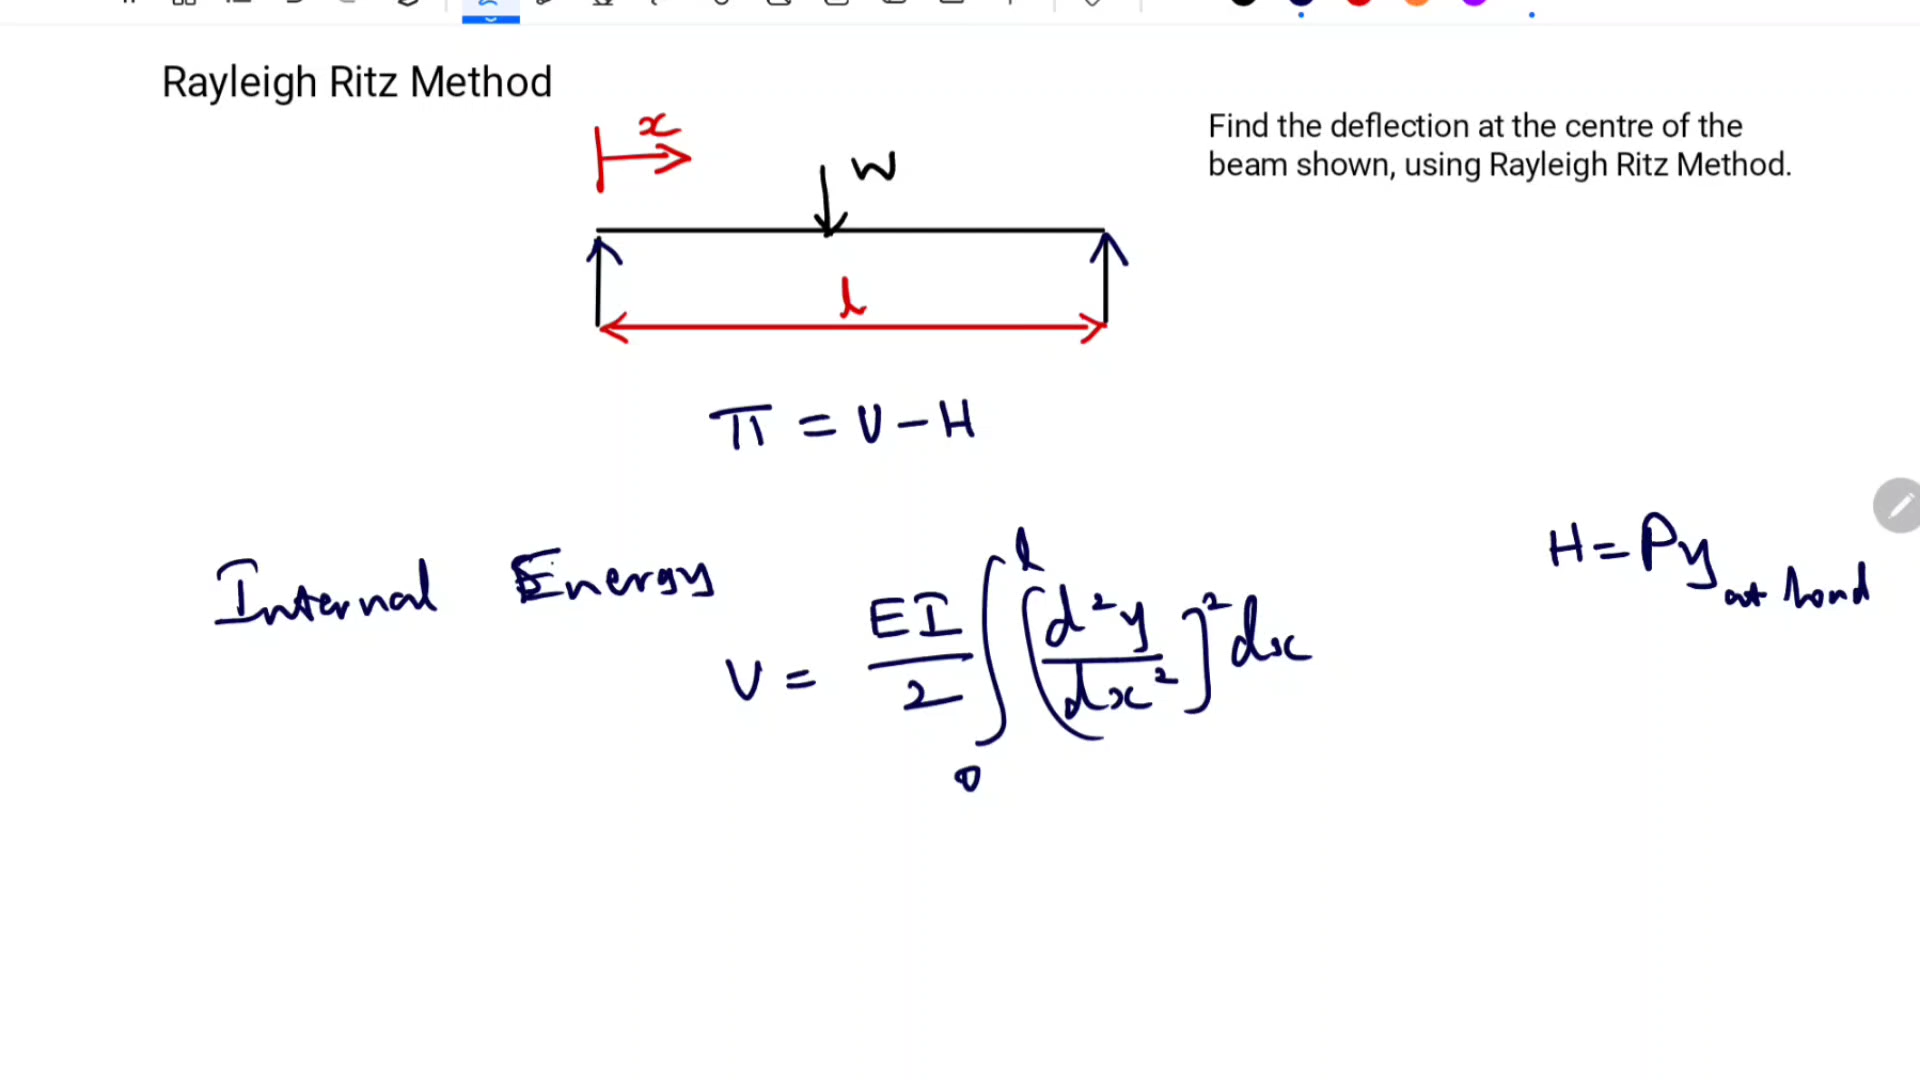 Rayleigh Ritz Method
x
W
Find the deflection at the centre of the
beam shown, using Rayleigh Ritz Method.
l
π = U - H
Internal Energy
U = EI/2 ∫₀ˡ [d²y/dx²]² dx
H = Py at